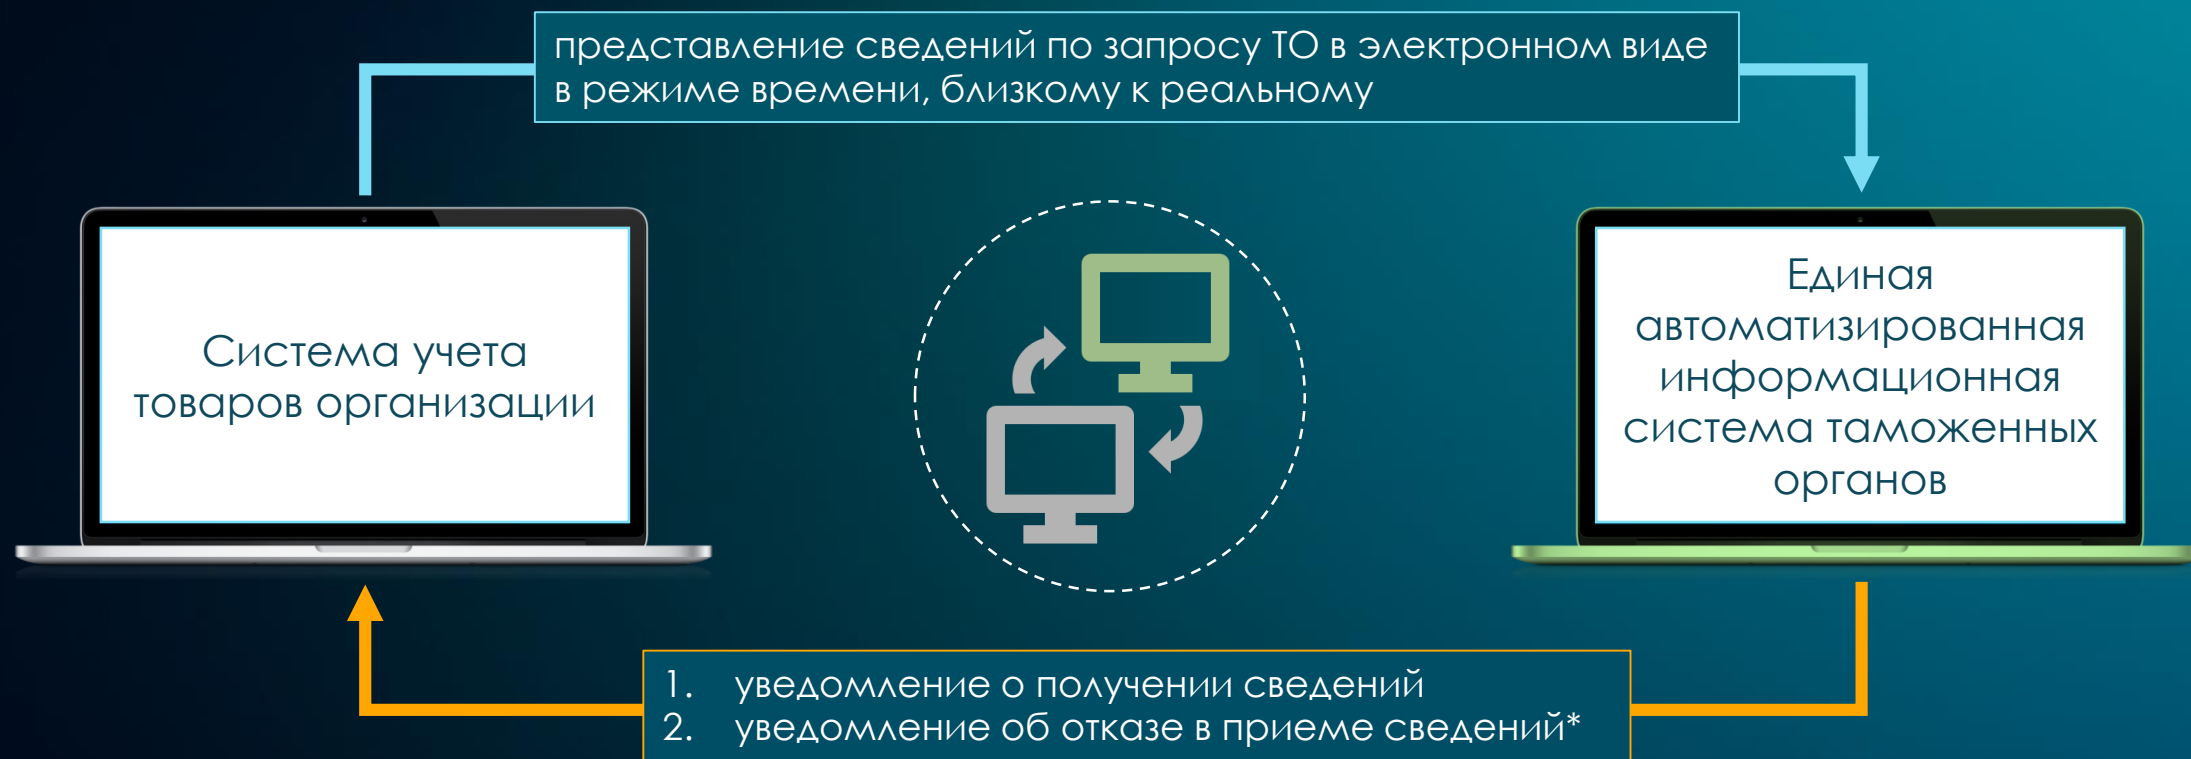 представление сведений по запросу ТО в электронном виде
в режиме времени, близкому к реальному
Система учета
товаров организации
Единая
автоматизированная
информационная
система таможенных
органов
1. уведомление о получении сведений
2. уведомление об отказе в приеме сведений*